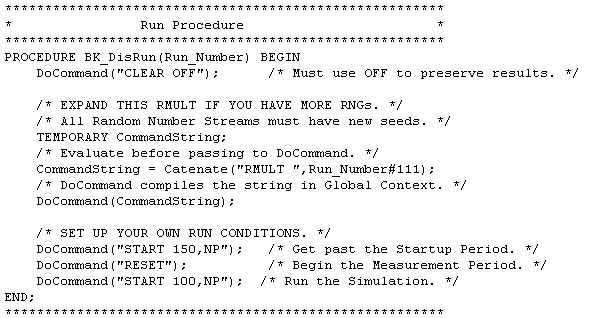 *******************************************************
*                Run Procedure                        *
*******************************************************
PROCEDURE BK_DisRun(Run_Number) BEGIN
    DoCommand("CLEAR OFF");      /* Must use OFF to preserve results. */

    /* EXPAND THIS RMULT IF YOU HAVE MORE RNGs. */
    /* All Random Number Streams must have new seeds. */
    TEMPORARY CommandString;
    /* Evaluate before passing to DoCommand. */
    CommandString = Catenate("RMULT ",Run_Number#111);
    /* DoCommand compiles the string in Global Context. */
    DoCommand(CommandString);

    /* SET UP YOUR OWN RUN CONDITIONS. */
    DoCommand("START 150,NP");   /* Get past the Startup Period. */
    DoCommand("RESET");          /* Begin the Measurement Period. */
    DoCommand("START 100,NP");  /* Run the Simulation. */
END;
*******************************************************